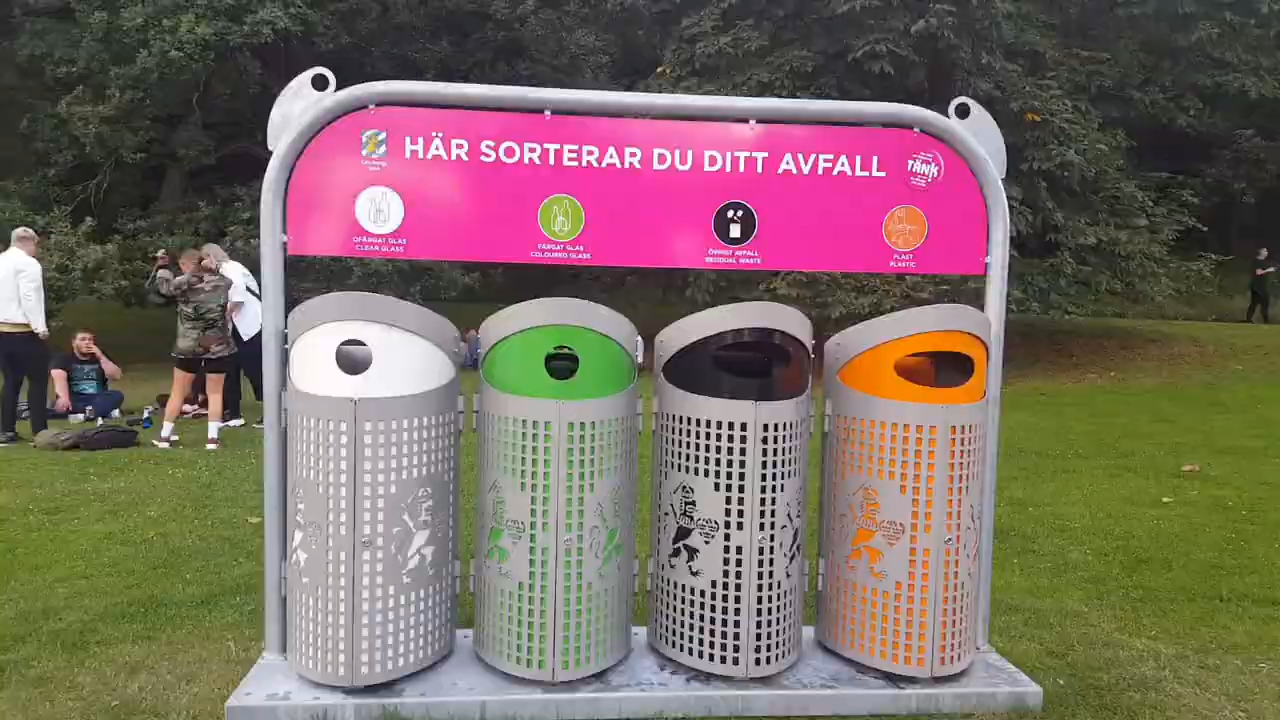 HÄR SORTERAR DU DITT AVFALL
TÄNK
OFÄRGAT GLAS
CLEAR GLASS
FÄRGAT GLAS
COLOURED GLASS
ÖVRIGT AVFALL
RESIDUAL WASTE
PLAST
PLASTIC